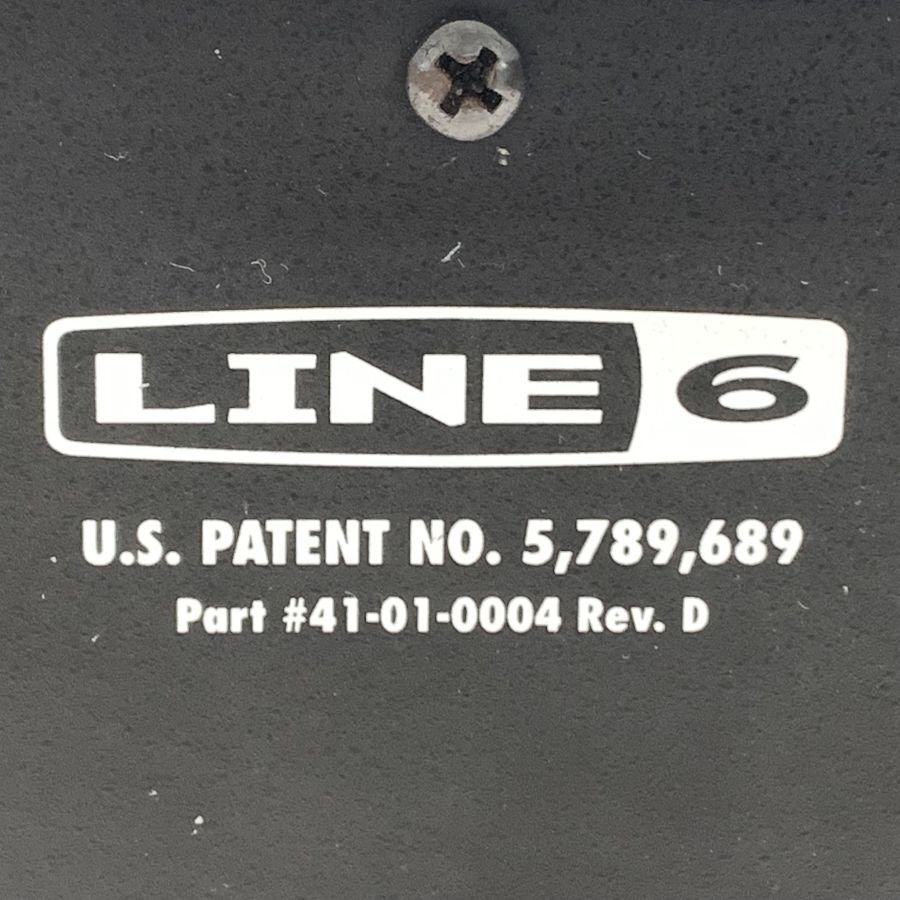 LINE 6
U.S. PATENT NO. 5,789,689
Part #41-01-0004 Rev. D